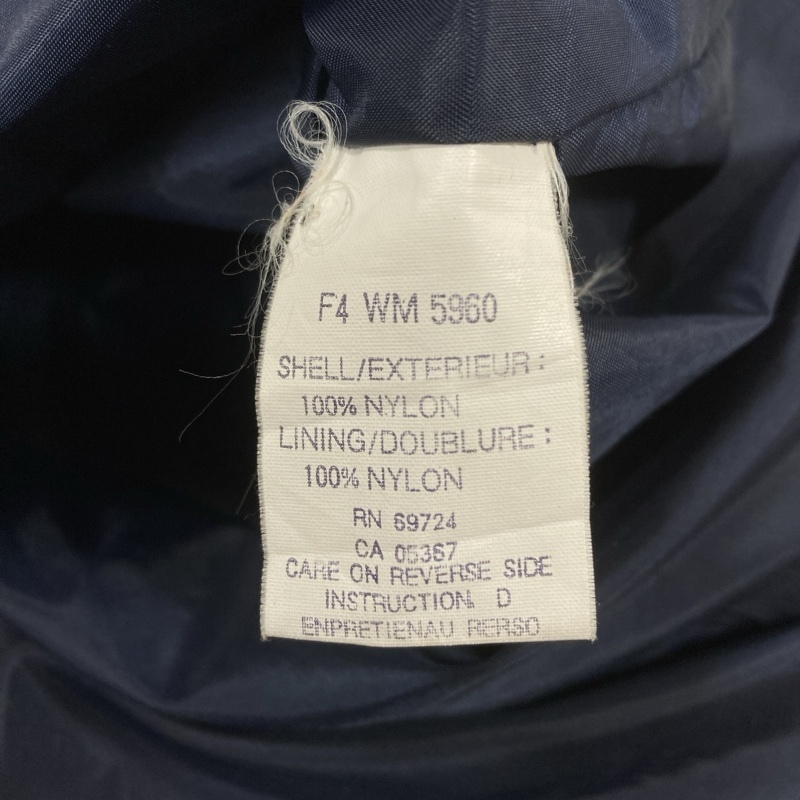 F4 WM 5960
SHELL/EXTERIEUR:
100% NYLON
LINING/DOUBLURE:
100% NYLON
RN 69724
CA 05367
CARE ON REVERSE SIDE
INSTRUCTION D
ENPRETIENAU RERSO